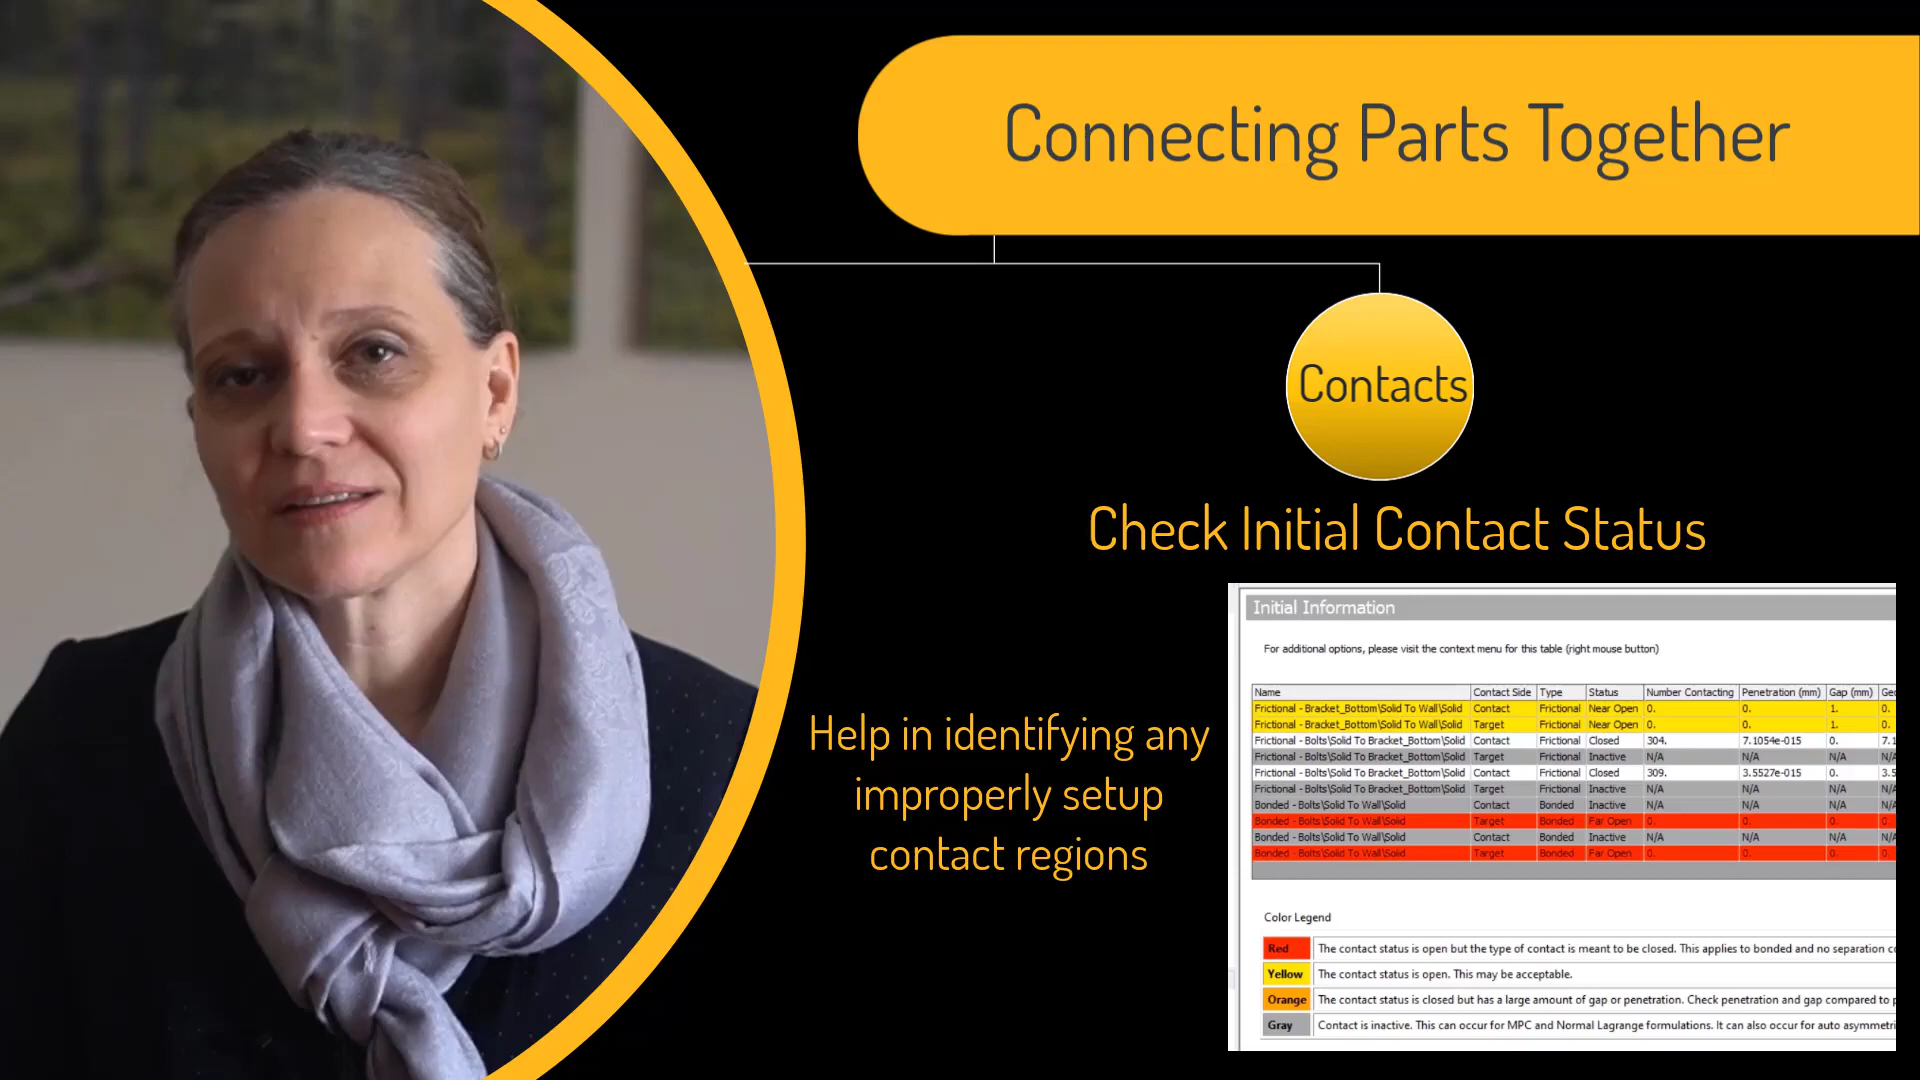 Connecting Parts Together
Contacts
Check Initial Contact Status
Help in identifying any
improperly setup
contact regions
Initial Information
For additional options, please visit the context menu for this table (right mouse button)
Name Contact Side Type Status Number Contacting Penetration (mm) Gap (mm) Geo
Frictional - Bracket_Bottom\Solid To Wall\Solid Contact Frictional Near Open 0. 0. 1. 0.
Frictional - Bracket_Bottom\Solid To Wall\Solid Target Frictional Near Open 0. 0. 1. 0.
Frictional - Bolts\Solid To Bracket_Bottom\Solid Contact Frictional Closed 304. 7.1054e-015 0. 7.1
Frictional - Bolts\Solid To Bracket_Bottom\Solid Target Frictional Inactive N/A N/A N/A N/A
Frictional - Bolts\Solid To Bracket_Bottom\Solid Contact Frictional Closed 309. 3.5527e-015 0. 3.5
Frictional - Bolts\Solid To Bracket_Bottom\Solid Target Frictional Inactive N/A N/A N/A N/A
Bonded - Bolts\Solid To Wall\Solid Contact Bonded Inactive N/A N/A N/A N/A
Bonded - Bolts\Solid To Wall\Solid Target Bonded Far Open 0. 0. 0. 0.
Bonded - Bolts\Solid To Wall\Solid Contact Bonded Inactive N/A N/A N/A N/A
Bonded - Bolts\Solid To Wall\Solid Target Bonded Far Open 0. 0. 0. 0.
Color Legend
Red The contact status is open but the type of contact is meant to be closed. This applies to bonded and no separation
Yellow The contact status is open. This may be acceptable.
Orange The contact status is closed but has a large amount of gap or penetration. Check penetration and gap compared to
Gray Contact is inactive. This can occur for MPC and Normal Lagrange formulations. It can also occur for auto asymmetri